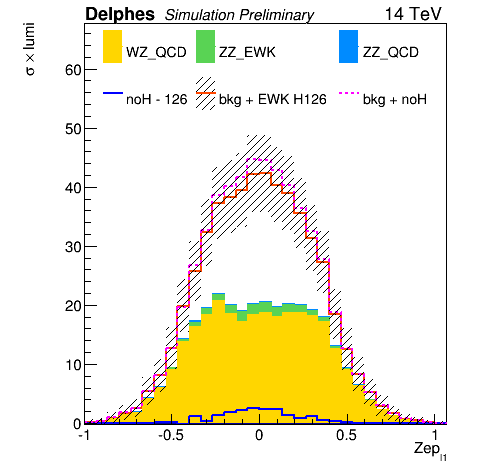 Delphes Simulation Preliminary 14 TeV
σ × lumi
WZ_QCD ZZ_EWK ZZ_QCD
noH - 126 bkg + EWK H126 bkg + noH
60
50
40
30
20
10
0
-1 -0.5 0 0.5 1
Zep_l1